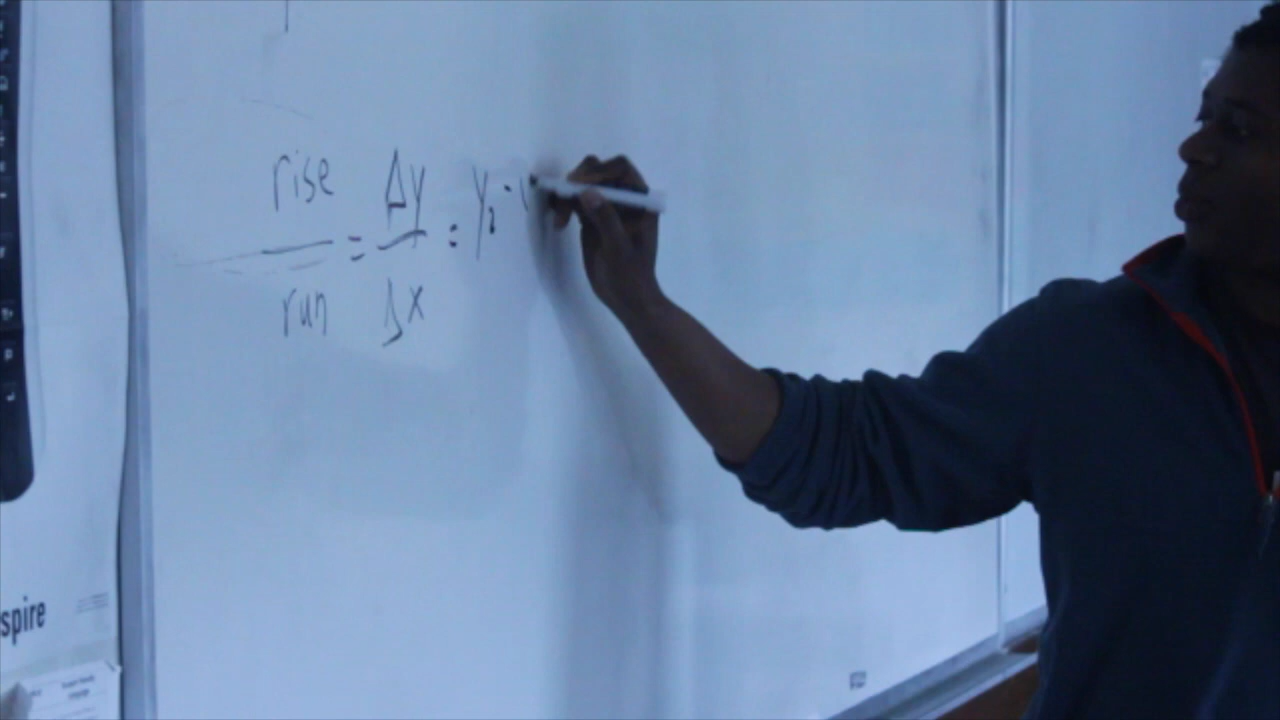 rise = Δy = y₂ -
run Δx
spire